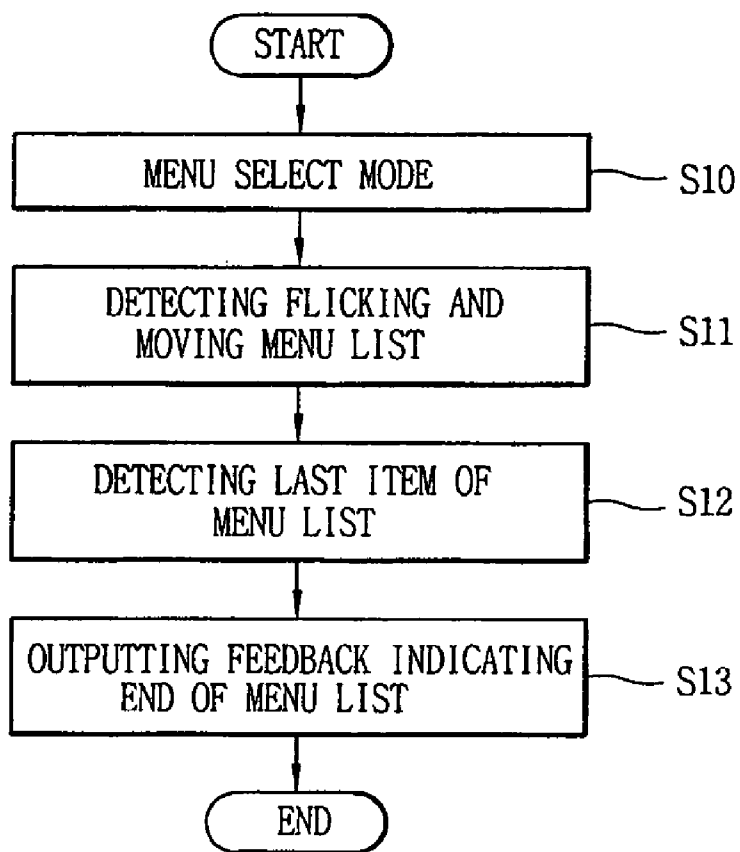 START
MENU SELECT MODE
S10
DETECTING FLICKING AND
MOVING MENU LIST
S11
DETECTING LAST ITEM OF
MENU LIST
S12
OUTPUTTING FEEDBACK INDICATING
END OF MENU LIST
S13
END